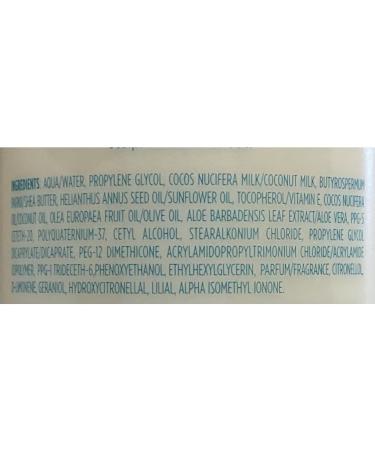 INGREDIENTS: AQUA/WATER, PROPYLENE GLYCOL, COCOS NUCIFERA MILK/COCONUT MILK, BUTYROSPERMUM
PARKII/SHEA BUTTER, HELIANTHUS ANNUS SEED OIL/SUNFLOWER OIL, TOCOPHEROL/VITAMIN E, COCOS NUCIFERA
OIL/COCONUT OIL, OLEA EUROPAEA FRUIT OIL/OLIVE OIL, ALOE BARBADENSIS LEAF EXTRACT/ALOE VERA, PPG-5
CETETH-20, POLYQUATERNIUM-37, CETYL ALCOHOL, STEARALKONIUM CHLORIDE, PROPYLENE GLYCOL
DICAPRYLATE/DICAPRATE, PEG-12 DIMETHICONE, ACRYLAMIDOPROPYLTRIMONIUM CHLORIDE/ACRYLAMIDE
COPOLYMER, PPG-1 TRIDECETH-6,PHENOXYETHANOL, ETHYLHEXYLGLYCERIN, PARFUM/FRAGRANCE, CITRONELLOL,
D-LIMONENE, GERANIOL, HYDROXYCITRONELLAL, LILIAL, ALPHA ISOMETHYL IONONE.